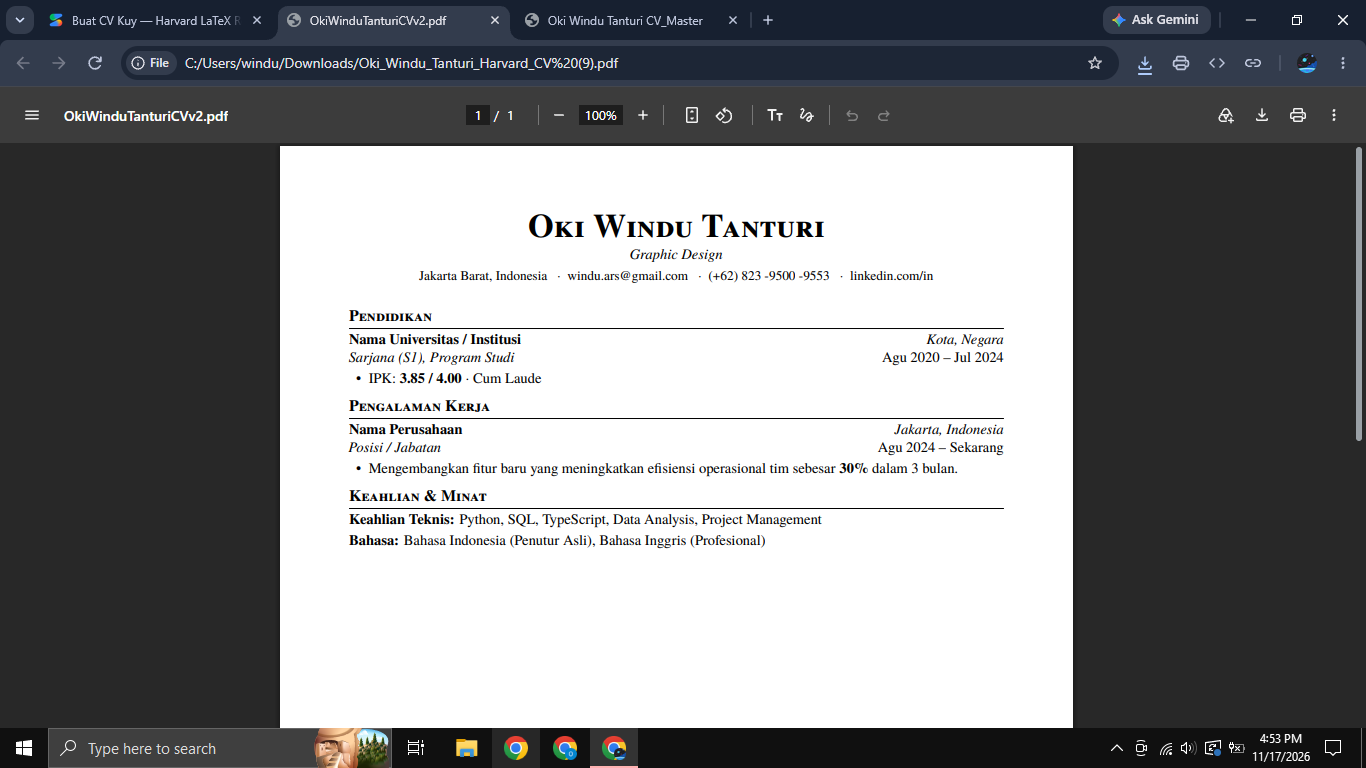 Buat CV Kuy — Harvard LaTeX R
OkiWinduTanturiCVv2.pdf
Oki Windu Tanturi CV_Master
Ask Gemini
File
C:/Users/windu/Downloads/Oki_Windu_Tanturi_Harvard_CV%20(9).pdf
OkiWinduTanturiCVv2.pdf
1 / 1
100%
Oki Windu Tanturi
Graphic Design
Jakarta Barat, Indonesia · windu.ars@gmail.com · (+62) 823 -9500 -9553 · linkedin.com/in
Pendidikan
Nama Universitas / Institusi Kota, Negara
Sarjana (S1), Program Studi Agu 2020 – Jul 2024
• IPK: 3.85 / 4.00 · Cum Laude
Pengalaman Kerja
Nama Perusahaan Jakarta, Indonesia
Posisi / Jabatan Agu 2024 – Sekarang
• Mengembangkan fitur baru yang meningkatkan efisiensi operasional tim sebesar 30% dalam 3 bulan.
Keahlian & Minat
Keahlian Teknis: Python, SQL, TypeScript, Data Analysis, Project Management
Bahasa: Bahasa Indonesia (Penutur Asli), Bahasa Inggris (Profesional)
Type here to search
4:53 PM
11/17/2026